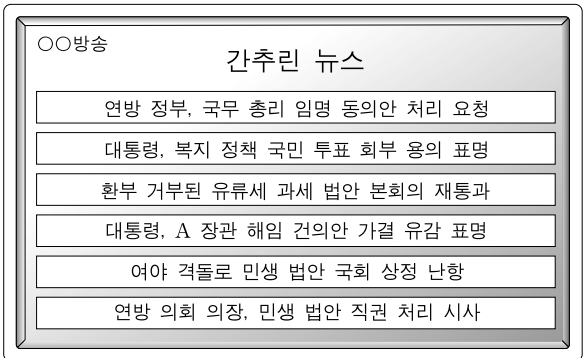 ○○방송
간추린 뉴스
연방 정부, 국무 총리 임명 동의안 처리 요청
대통령, 복지 정책 국민 투표 회부 용의 표명
환부 거부된 유류세 과세 법안 본회의 재통과
대통령, A 장관 해임 건의안 가결 유감 표명
여야 격돌로 민생 법안 국회 상정 난항
연방 의회 의장, 민생 법안 직권 처리 시사